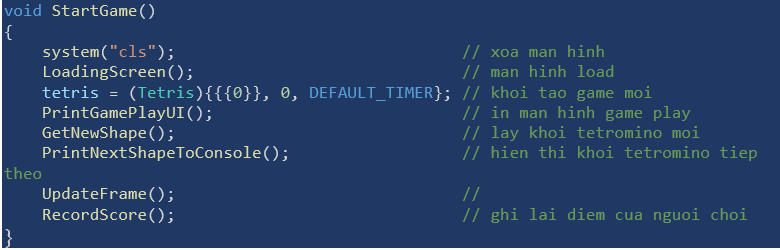 void StartGame()
{
    system("cls");                              // xoa man hinh
    LoadingScreen();                            // man hinh load
    tetris = (Tetris){{{0}}, 0, DEFAULT_TIMER}; // khoi tao game moi
    PrintGamePlayUI();                          // in man hinh game play
    GetNewShape();                              // lay khoi tetromino moi
    PrintNextShapeToConsole();                  // hien thi khoi tetromino tiep
theo
    UpdateFrame();                              //
    RecordScore();                              // ghi lai diem cua nguoi choi
}